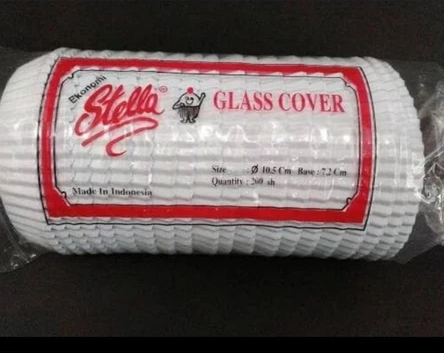 Ekonomi
Stella®
GLASS COVER
Size : Ø 10.5 Cm Base : 7.2 Cm
Quantity : 200 sh
Made In Indonesia